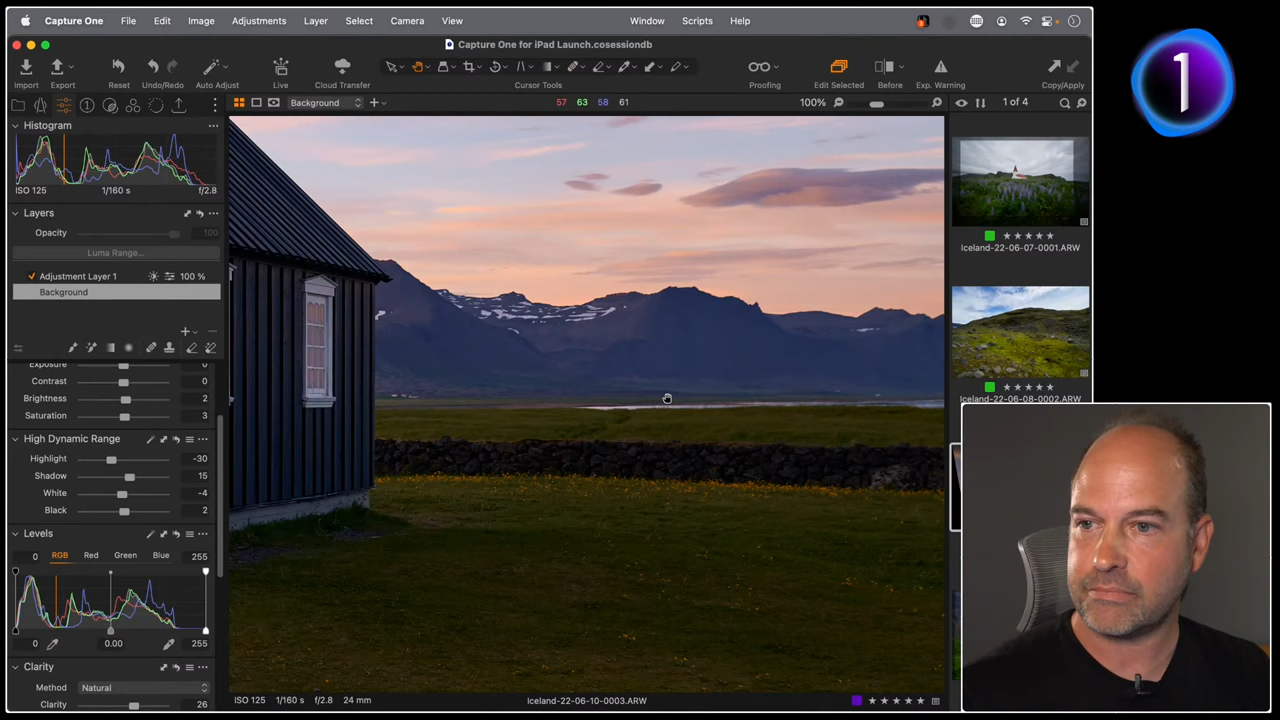 Capture One File Edit Image Adjustments Layer Select Camera View Window Scripts Help
Capture One for iPad Launch.cosessiondb
Import Export Reset Undo/Redo Auto Adjust Live Cloud Transfer Cursor Tools Proofing Edit Selected Before Exp. Warning Copy/Apply
Background 57 63 58 61 100% 1 of 4
Histogram
ISO 125 1/160 s f/2.8
Layers
Opacity 100
Luma Range...
Adjustment Layer 1 100 %
Background
Exposure 0
Contrast 0
Brightness 2
Saturation 3
High Dynamic Range
Highlight -30
Shadow 15
White -4
Black 2
Levels
0 RGB Red Green Blue 255
0 0.00 255
Clarity
Method Natural
Clarity 26
Iceland-22-06-07-0001.ARW
Iceland-22-06-08-0002.ARW
ISO 125 1/160 s f/2.8 24 mm Iceland-22-06-10-0003.ARW
1